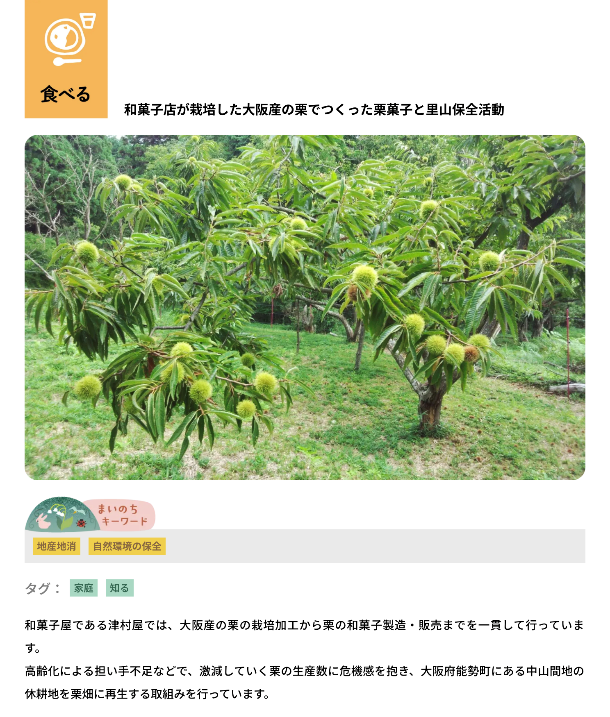 食べる
和菓子店が栽培した大阪産の栗でつくった栗菓子と里山保全活動
まいのち
キーワード
地産地消 自然環境の保全
タグ： 家庭 知る
和菓子屋である津村屋では、大阪産の栗の栽培加工から栗の和菓子製造・販売までを一貫して行っていま
す。
高齢化による担い手不足などで、激減していく栗の生産数に危機感を抱き、大阪府能勢町にある中山間地の
休耕地を栗畑に再生する取組みを行っています。